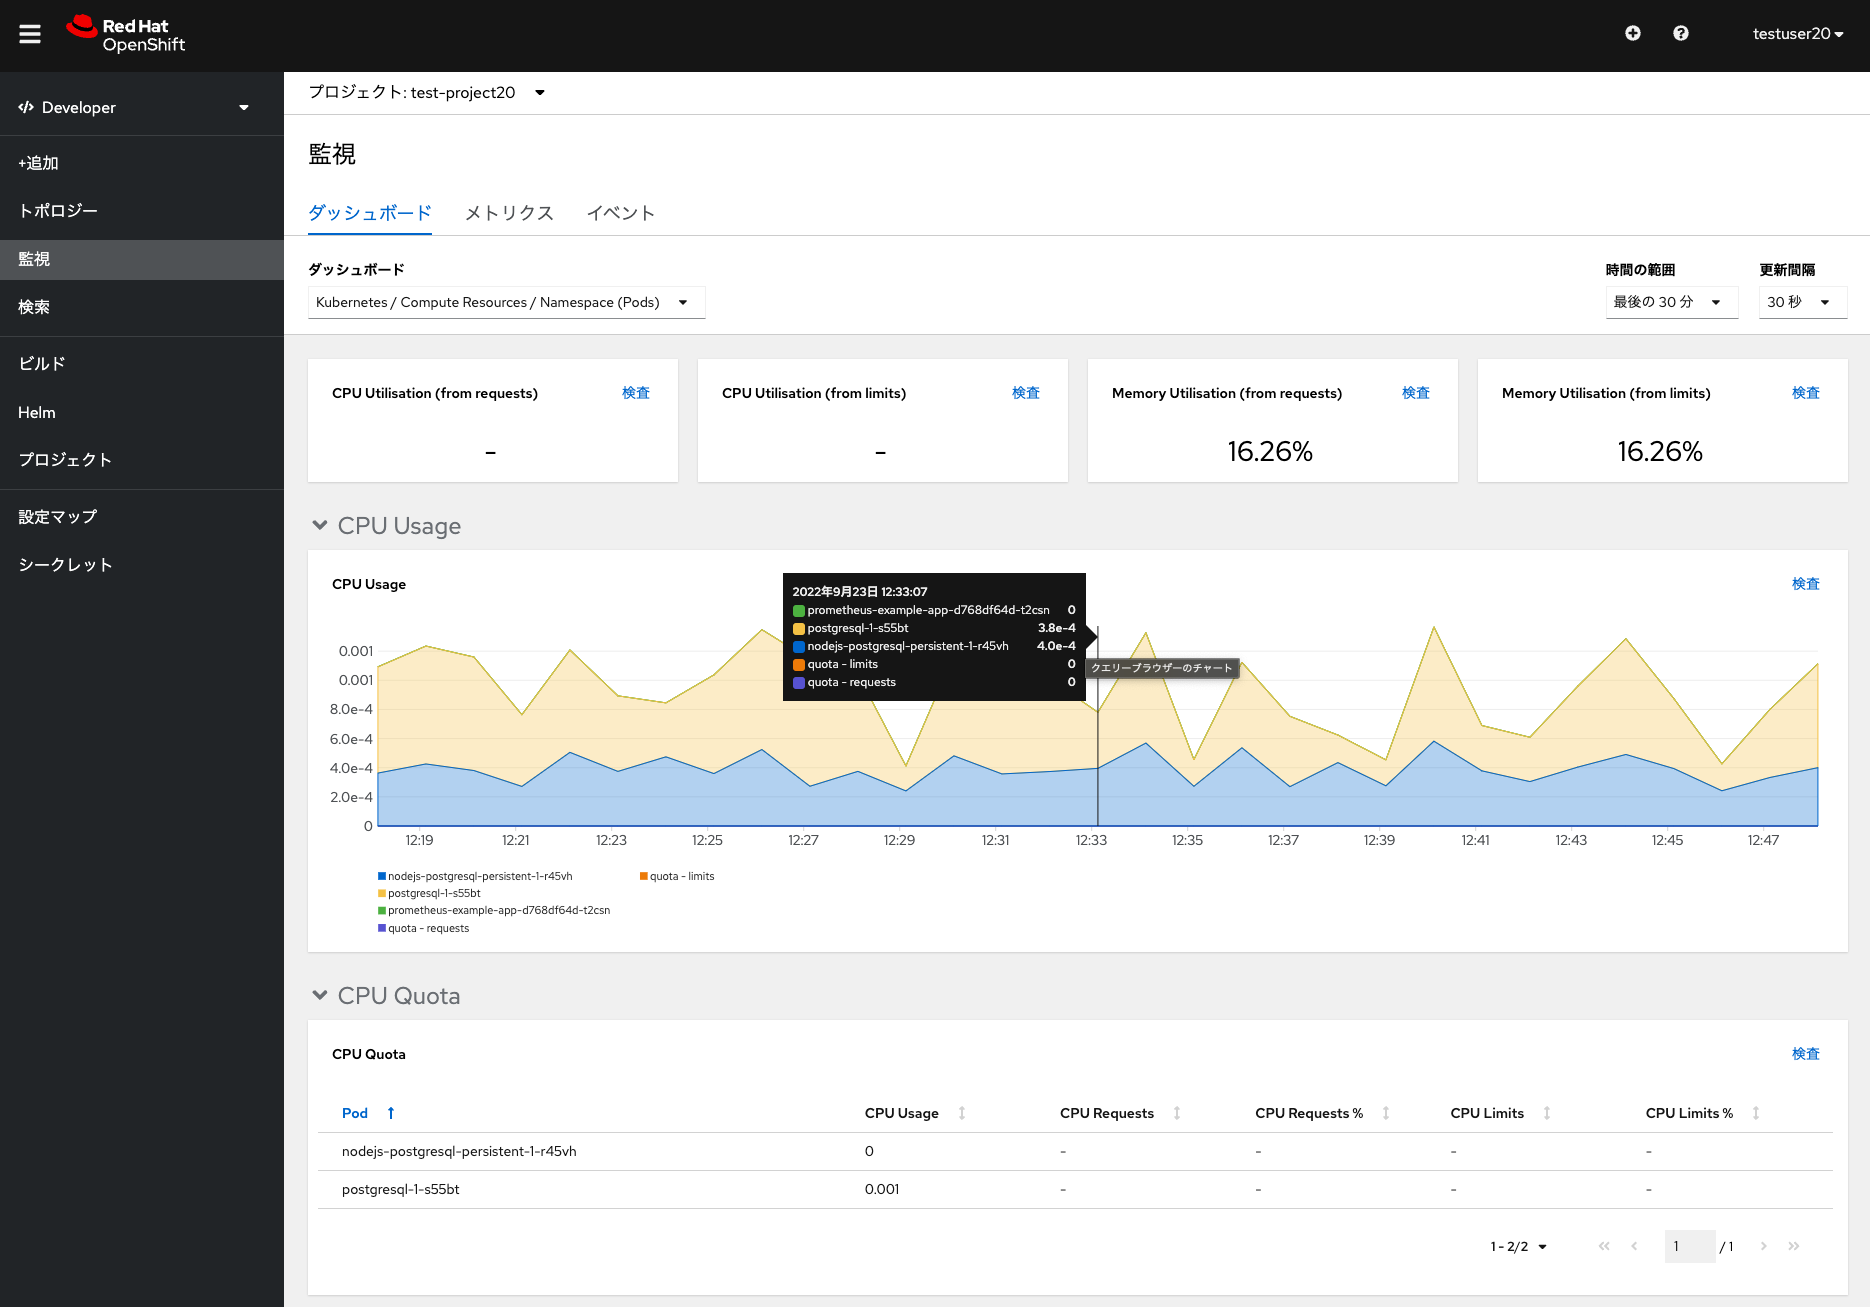 Red Hat
OpenShift
testuser20
Developer
+追加
トポロジー
監視
検索
ビルド
Helm
プロジェクト
設定マップ
シークレット
プロジェクト: test-project20
監視
ダッシュボード メトリクス イベント
ダッシュボード
Kubernetes / Compute Resources / Namespace (Pods)
時間の範囲
最後の 30 分
更新間隔
30 秒
CPU Utilisation (from requests) 検査
-
CPU Utilisation (from limits) 検査
-
Memory Utilisation (from requests) 検査
16.26%
Memory Utilisation (from limits) 検査
16.26%
CPU Usage
CPU Usage 検査
2022年9月23日 12:33:07
prometheus-example-app-d768df64d-t2csn 0
postgresql-1-s55bt 3.8e-4
nodejs-postgresql-persistent-1-r45vh 4.0e-4
quota - limits 0
quota - requests 0
クエリーブラウザーのチャート
0.001
0.001
8.0e-4
6.0e-4
4.0e-4
2.0e-4
0
12:19 12:21 12:23 12:25 12:27 12:29 12:31 12:33 12:35 12:37 12:39 12:41 12:43 12:45 12:47
nodejs-postgresql-persistent-1-r45vh quota - limits
postgresql-1-s55bt
prometheus-example-app-d768df64d-t2csn
quota - requests
CPU Quota
CPU Quota 検査
Pod CPU Usage CPU Requests CPU Requests % CPU Limits CPU Limits %
nodejs-postgresql-persistent-1-r45vh 0 - - - -
postgresql-1-s55bt 0.001 - - - -
1 - 2/2 1 / 1